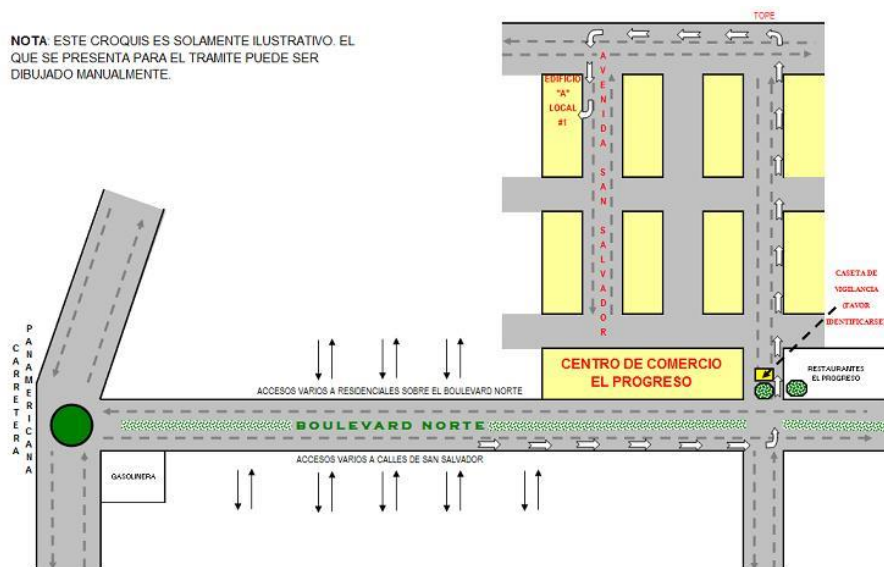 NOTA: ESTE CROQUIS ES SOLAMENTE ILUSTRATIVO. EL
QUE SE PRESENTA PARA EL TRAMITE PUEDE SER
DIBUJADO MANUALMENTE.
TOPE
EDIFICIO
"A"
LOCAL
#1
AVENIDA SAN SALVADOR
CASETA DE
VIGILANCIA
(FAVOR
IDENTIFICARSE
CENTRO DE COMERCIO
EL PROGRESO
RESTAURANTES
EL PROGRESO
CARRETERA
PANAMERICANA
ACCESOS VARIOS A RESIDENCIALES SOBRE EL BOULEVARD NORTE
BOULEVARD NORTE
ACCESOS VARIOS A CALLES DE SAN SALVADOR
GASOLINERA